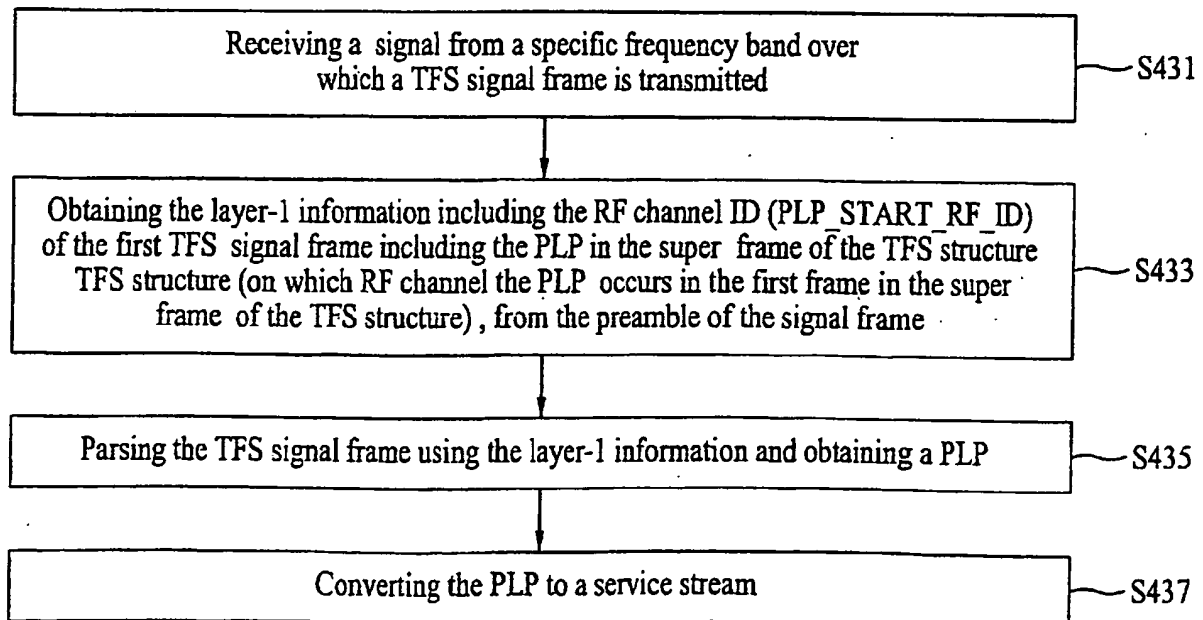 Receiving a signal from a specific frequency band over
which a TFS signal frame is transmitted
S431
Obtaining the layer-1 information including the RF channel ID (PLP_START_RF_ID)
of the first TFS signal frame including the PLP in the super frame of the TFS structure
TFS structure (on which RF channel the PLP occurs in the first frame in the super
frame of the TFS structure), from the preamble of the signal frame
S433
Parsing the TFS signal frame using the layer-1 information and obtaining a PLP
S435
Converting the PLP to a service stream
S437